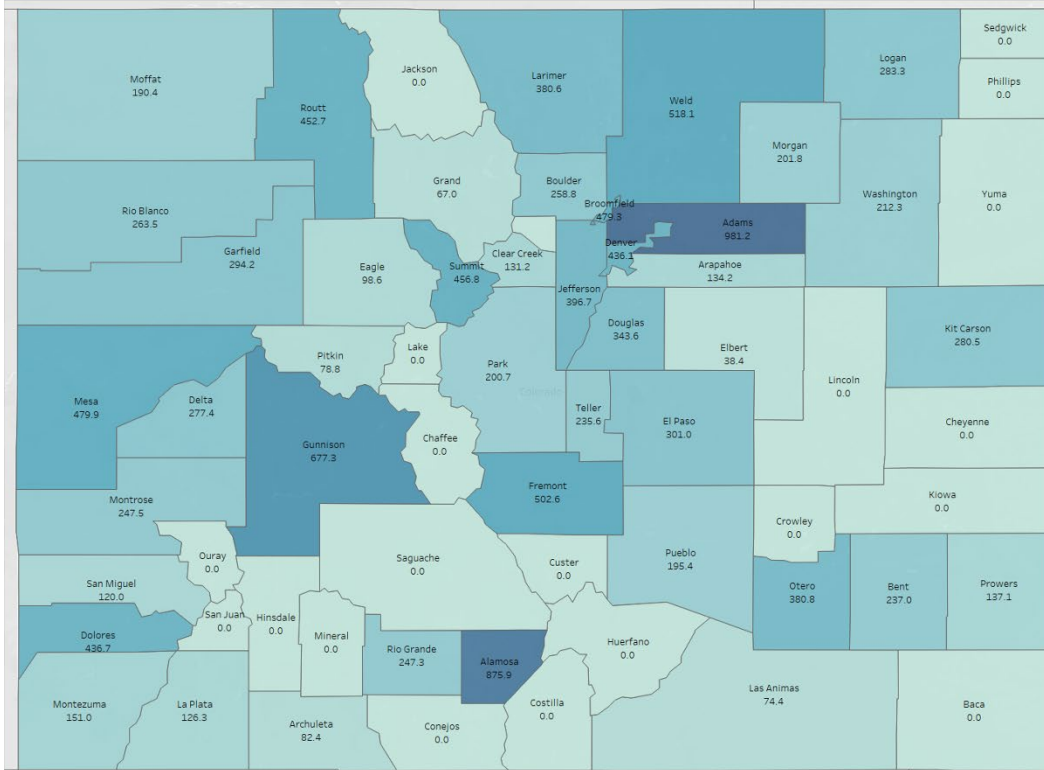 Sedgwick
0.0
Jackson
0.0
Larimer
380.6
Logan
283.3
Moffat
190.4
Phillips
0.0
Routt
452.7
Weld
518.1
Morgan
201.8
Grand
67.0
Boulder
258.8
Washington
212.3
Yuma
0.0
Rio Blanco
263.5
Broomfield
479.3
Adams
981.2
Garfield
294.2
Denver
436.1
Eagle
98.6
Summit
456.8
Clear Creek
131.2
Arapahoe
134.2
Jefferson
396.7
Douglas
343.6
Kit Carson
280.5
Lake
0.0
Elbert
38.4
Pitkin
78.8
Park
200.7
Colorado
Lincoln
0.0
Mesa
479.9
Delta
277.4
Teller
235.6
El Paso
301.0
Cheyenne
0.0
Gunnison
677.3
Chaffee
0.0
Fremont
502.6
Montrose
247.5
Kiowa
0.0
Crowley
0.0
Ouray
0.0
Saguache
0.0
Custer
0.0
Pueblo
195.4
San Miguel
120.0
Otero
380.8
Bent
237.0
Prowers
137.1
San Juan
0.0
Hinsdale
0.0
Dolores
436.7
Mineral
0.0
Rio Grande
247.3
Huerfano
0.0
Alamosa
875.9
Las Animas
74.4
Montezuma
151.0
La Plata
126.3
Costilla
0.0
Baca
0.0
Archuleta
82.4
Conejos
0.0